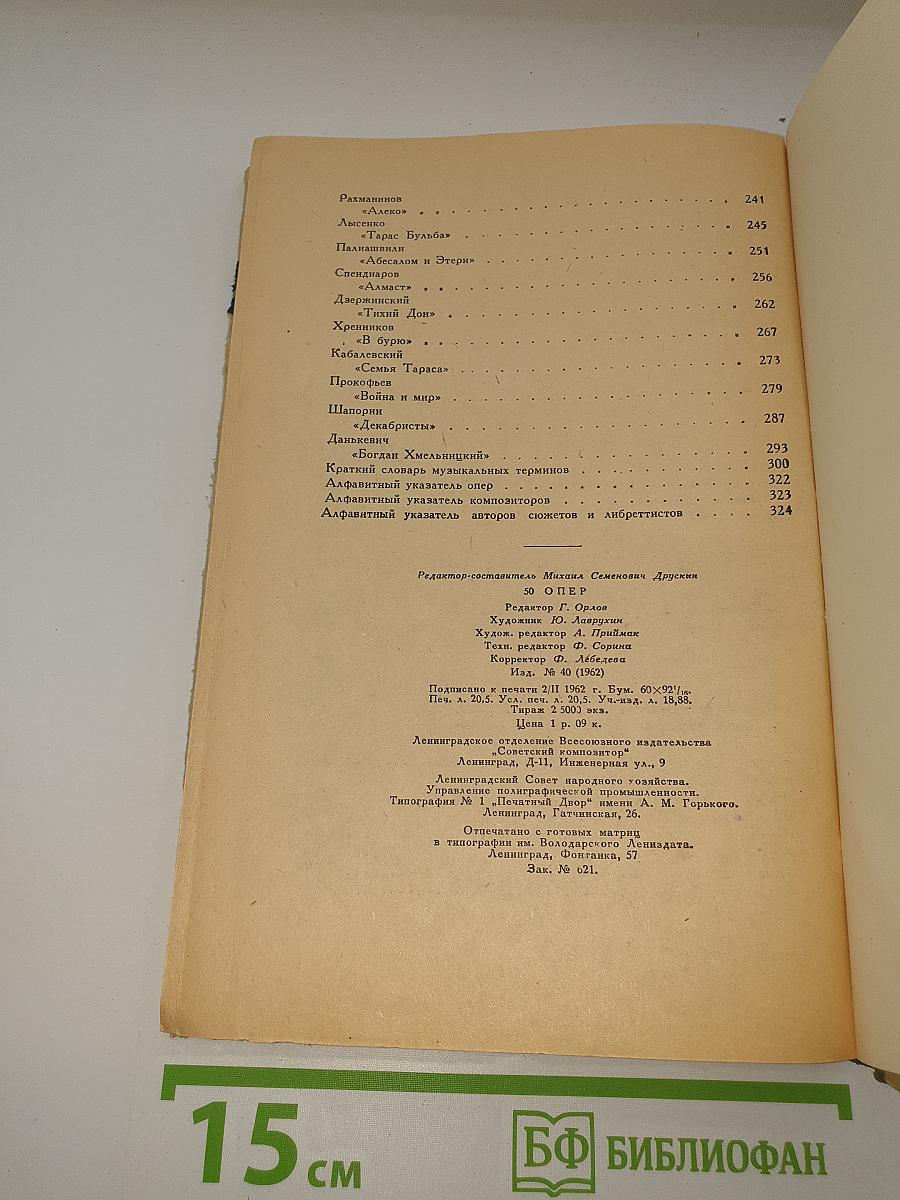 Рахманинов
«Алеко» . . . . . . . . . . . . . . . . . . . . . 241
Лысенко
«Тарас Бульба» . . . . . . . . . . . . . . . . . . 245
Палиашвили
«Абесалом и Этери» . . . . . . . . . . . . . . . . 251
Спендиаров
«Алмаст» . . . . . . . . . . . . . . . . . . . . . 256
Дзержинский
«Тихий Дон» . . . . . . . . . . . . . . . . . . . 262
Хренников
«В бурю» . . . . . . . . . . . . . . . . . . . . . 267
Кабалевский
«Семья Тараса» . . . . . . . . . . . . . . . . . . 273
Прокофьев
«Война и мир» . . . . . . . . . . . . . . . . . . 279
Шапорин
«Декабристы» . . . . . . . . . . . . . . . . . . . 287
Данькевич
«Богдан Хмельницкий» . . . . . . . . . . . . . . . 293
Краткий словарь музыкальных терминов . . . . . . . . . . 300
Алфавитный указатель опер . . . . . . . . . . . . . . 322
Алфавитный указатель композиторов . . . . . . . . . . . 323
Алфавитный указатель авторов сюжетов и либреттистов . . . . 324
Редактор-составитель Михаил Семенович Друскин
50 ОПЕР
Редактор Г. Орлов
Художник Ю. Лаврухин
Худож. редактор А. Приймак
Техн. редактор Ф. Сорина
Корректор Ф. Лебедева
Изд. № 40 (1962)
Подписано к печати 2/II 1962 г. Бум. 60×92¹/₁₆.
Печ. л. 20,5. Усл. печ. л. 20,5. Уч.-изд. л. 18,88.
Тираж 2 5000 экз.
Цена 1 р. 09 к.
Ленинградское отделение Всесоюзного издательства
„Советский композитор“
Ленинград, Д-11, Инженерная ул., 9
Ленинградский Совет народного хозяйства.
Управление полиграфической промышленности.
Типография № 1 „Печатный Двор“ имени А. М. Горького.
Ленинград, Гатчинская, 26.
Отпечатано с готовых матриц
в типографии им. Володарского Лениздата.
Ленинград, Фонтанка, 57
Зак. № 621.
15 см
БФ БИБЛИОФАН